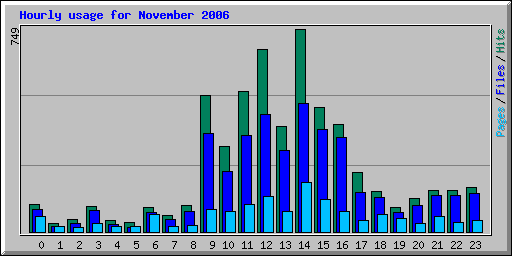 Hourly usage for November 2006
749
Pages / Files / Hits
0 1 2 3 4 5 6 7 8 9 10 11 12 13 14 15 16 17 18 19 20 21 22 23